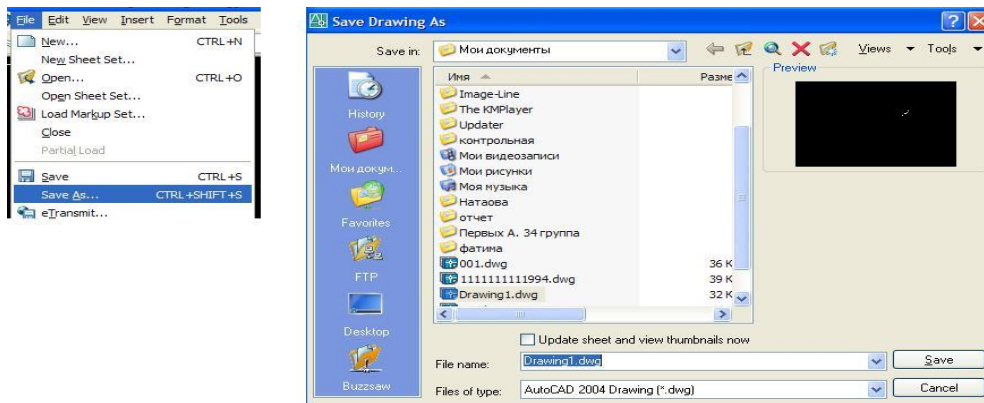 File Edit View Insert Format Tools
New... CTRL+N
New Sheet Set...
Open... CTRL+O
Open Sheet Set...
Load Markup Set...
Close
Partial Load
Save CTRL+S
Save As... CTRL+SHIFT+S
eTransmit...
Save Drawing As
Save in: Мои документы Views Tools
History
Мои докум...
Favorites
FTP
Desktop
Buzzsaw
Имя Разме
Image-Line
The KMPlayer
Updater
контрольная
Мои видеозаписи
Мои рисунки
Моя музыка
Натаова
отчет
Первых А. 34 группа
фатима
001.dwg 36 К
1111111111994.dwg 39 К
Drawing1.dwg 32 К
Preview
Update sheet and view thumbnails now
File name: Drawing1.dwg Save
Files of type: AutoCAD 2004 Drawing (*.dwg) Cancel